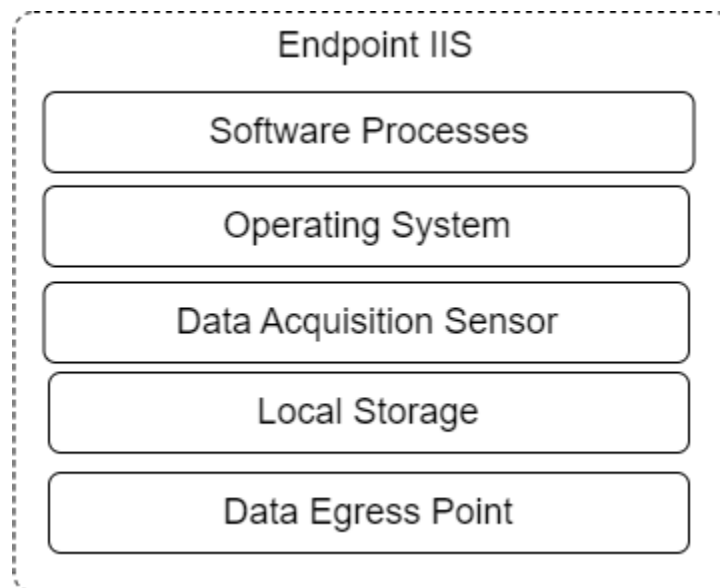 Endpoint IIS
Software Processes
Operating System
Data Acquisition Sensor
Local Storage
Data Egress Point